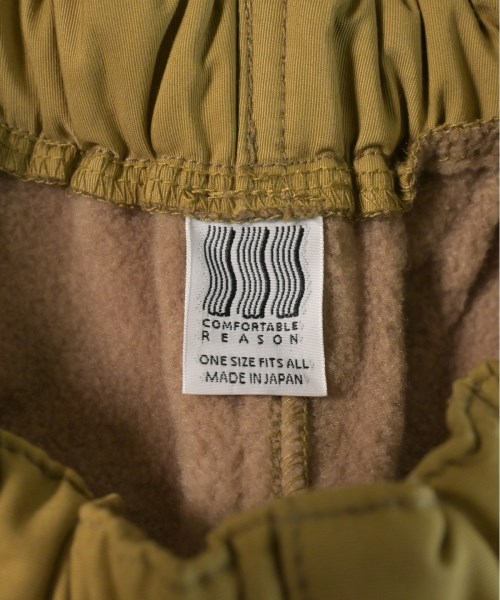 COMFORTABLE
REASON
ONE SIZE FITS ALL
MADE IN JAPAN